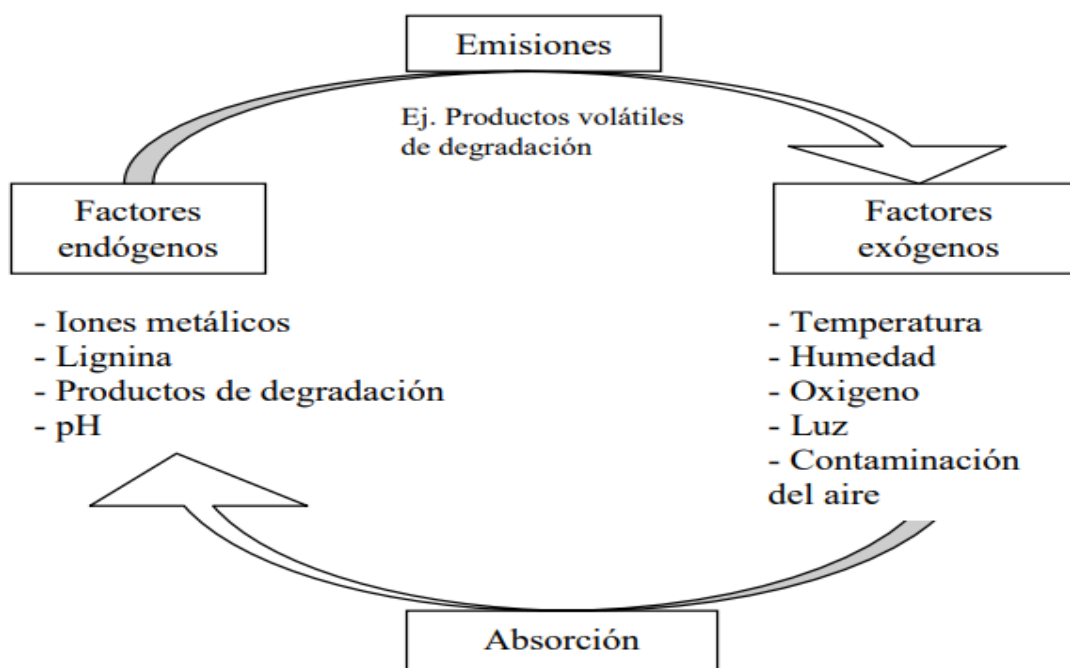 Emisiones
Ej. Productos volátiles
de degradación
Factores
endógenos
- Iones metálicos
- Lignina
- Productos de degradación
- pH
Factores
exógenos
- Temperatura
- Humedad
- Oxigeno
- Luz
- Contaminación
del aire
Absorción